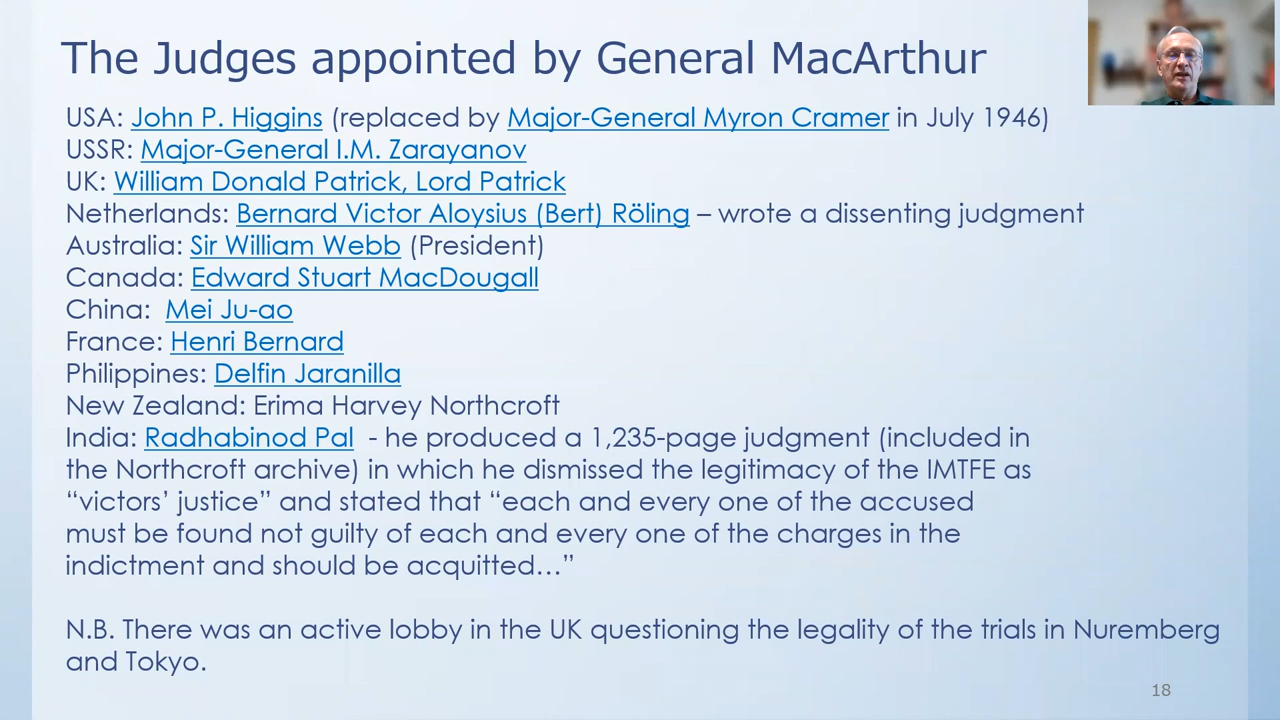 The Judges appointed by General MacArthur
USA: John P. Higgins (replaced by Major-General Myron Cramer in July 1946)
USSR: Major-General I.M. Zarayanov
UK: William Donald Patrick, Lord Patrick
Netherlands: Bernard Victor Aloysius (Bert) Röling – wrote a dissenting judgment
Australia: Sir William Webb (President)
Canada: Edward Stuart MacDougall
China: Mei Ju-ao
France: Henri Bernard
Philippines: Delfin Jaranilla
New Zealand: Erima Harvey Northcroft
India: Radhabinod Pal - he produced a 1,235-page judgment (included in
the Northcroft archive) in which he dismissed the legitimacy of the IMTFE as
“victors’ justice” and stated that “each and every one of the accused
must be found not guilty of each and every one of the charges in the
indictment and should be acquitted…”
N.B. There was an active lobby in the UK questioning the legality of the trials in Nuremberg
and Tokyo.
18